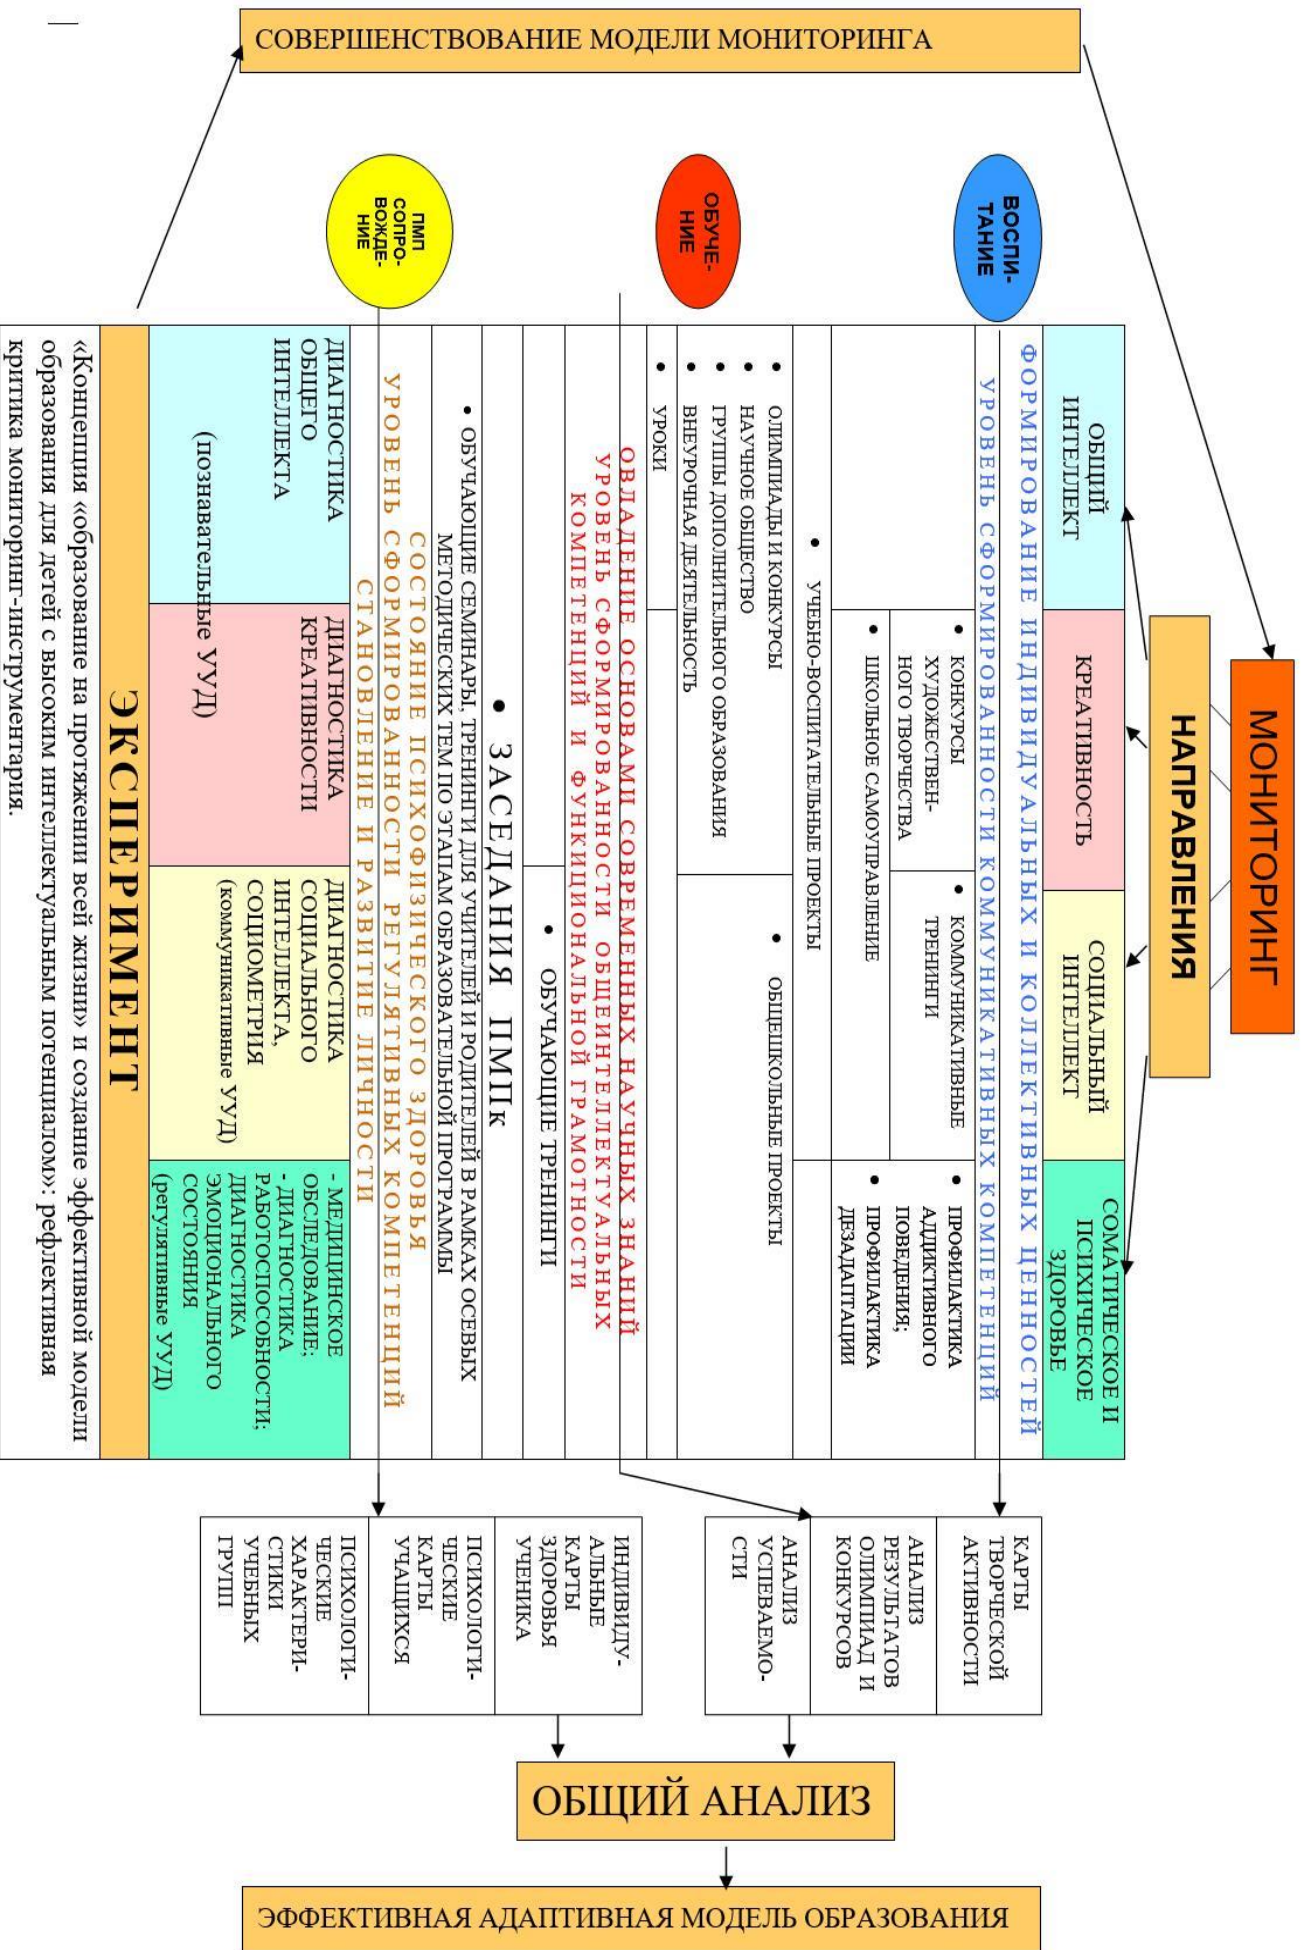 СОВЕРШЕНСТВОВАНИЕ МОДЕЛИ МОНИТОРИНГА
МОНИТОРИНГ
НАПРАВЛЕНИЯ
ОБЩИЙ
ИНТЕЛЛЕКТ
КРЕАТИВНОСТЬ
СОЦИАЛЬНЫЙ
ИНТЕЛЛЕКТ
СОМАТИЧЕСКОЕ И
ПСИХИЧЕСКОЕ
ЗДОРОВЬЕ
ВОСПИ-
ТАНИЕ
ФОРМИРОВАНИЕ ИНДИВИДУАЛЬНЫХ И КОЛЛЕКТИВНЫХ ЦЕННОСТЕЙ
УРОВЕНЬ СФОРМИРОВАННОСТИ КОММУНИКАТИВНЫХ КОМПЕТЕНЦИЙ
• КОНКУРСЫ
ХУДОЖЕСТВЕН-
НОГО ТВОРЧЕСТВА
• КОММУНИКАТИВНЫЕ
ТРЕНИНГИ
• ШКОЛЬНОЕ САМОУПРАВЛЕНИЕ
• ПРОФИЛАКТИКА
АДДИКТИВНОГО
ПОВЕДЕНИЯ;
• ПРОФИЛАКТИКА
ДЕЗАДАПТАЦИИ
• УЧЕБНО-ВОСПИТАТЕЛЬНЫЕ ПРОЕКТЫ
ОБУЧЕ-
НИЕ
• ОЛИМПИАДЫ И КОНКУРСЫ
• НАУЧНОЕ ОБЩЕСТВО
• ГРУППЫ ДОПОЛНИТЕЛЬНОГО ОБРАЗОВАНИЯ
• ВНЕУРОЧНАЯ ДЕЯТЕЛЬНОСТЬ
• ОБЩЕШКОЛЬНЫЕ ПРОЕКТЫ
• УРОКИ
ОВЛАДЕНИЕ ОСНОВАМИ СОВРЕМЕННЫХ НАУЧНЫХ ЗНАНИЙ
УРОВЕНЬ СФОРМИРОВАННОСТИ ОБЩЕИНТЕЛЛЕКТУАЛЬНЫХ
КОМПЕТЕНЦИЙ И ФУНКЦИОНАЛЬНОЙ ГРАМОТНОСТИ
• ОБУЧАЮЩИЕ ТРЕНИНГИ
• ЗАСЕДАНИЯ ПМПк
• ОБУЧАЮЩИЕ СЕМИНАРЫ, ТРЕНИНГИ ДЛЯ УЧИТЕЛЕЙ И РОДИТЕЛЕЙ В РАМКАХ ОСЕВЫХ
МЕТОДИЧЕСКИХ ТЕМ ПО ЭТАПАМ ОБРАЗОВАТЕЛЬНОЙ ПРОГРАММЫ
ПМП
СОПРО-
ВОЖДЕ-
НИЕ
СОСТОЯНИЕ ПСИХОФИЗИЧЕСКОГО ЗДОРОВЬЯ
УРОВЕНЬ СФОРМИРОВАННОСТИ РЕГУЛЯТИВНЫХ КОМПЕТЕНЦИЙ
СТАНОВЛЕНИЕ И РАЗВИТИЕ ЛИЧНОСТИ
ДИАГНОСТИКА
ОБЩЕГО
ИНТЕЛЛЕКТА
ДИАГНОСТИКА
КРЕАТИВНОСТИ
(познавательные УУД)
ДИАГНОСТИКА
СОЦИАЛЬНОГО
ИНТЕЛЛЕКТА,
СОЦИОМЕТРИЯ
(коммуникативные УУД)
- МЕДИЦИНСКОЕ
ОБСЛЕДОВАНИЕ;
- ДИАГНОСТИКА
РАБОТОСПОСОБНОСТИ;
ДИАГНОСТИКА
ЭМОЦИОНАЛЬНОГО
СОСТОЯНИЯ
(регулятивные УУД)
ЭКСПЕРИМЕНТ
«Концепция «образование на протяжении всей жизни» и создание эффективной модели
образования для детей с высоким интеллектуальным потенциалом»: рефлективная
критика мониторинг-инструментария.
КАРТЫ
ТВОРЧЕСКОЙ
АКТИВНОСТИ
АНАЛИЗ
РЕЗУЛЬТАТОВ
ОЛИМПИАД И
КОНКУРСОВ
АНАЛИЗ
УСПЕВАЕМО-
СТИ
ИНДИВИДУ-
АЛЬНЫЕ
КАРТЫ
ЗДОРОВЬЯ
УЧЕНИКА
ПСИХОЛОГИ-
ЧЕСКИЕ
КАРТЫ
УЧАЩИХСЯ
ПСИХОЛОГИ-
ЧЕСКИЕ
ХАРАКТЕРИ-
СТИКИ
УЧЕБНЫХ
ГРУПП
ОБЩИЙ АНАЛИЗ
ЭФФЕКТИВНАЯ АДАПТИВНАЯ МОДЕЛЬ ОБРАЗОВАНИЯ